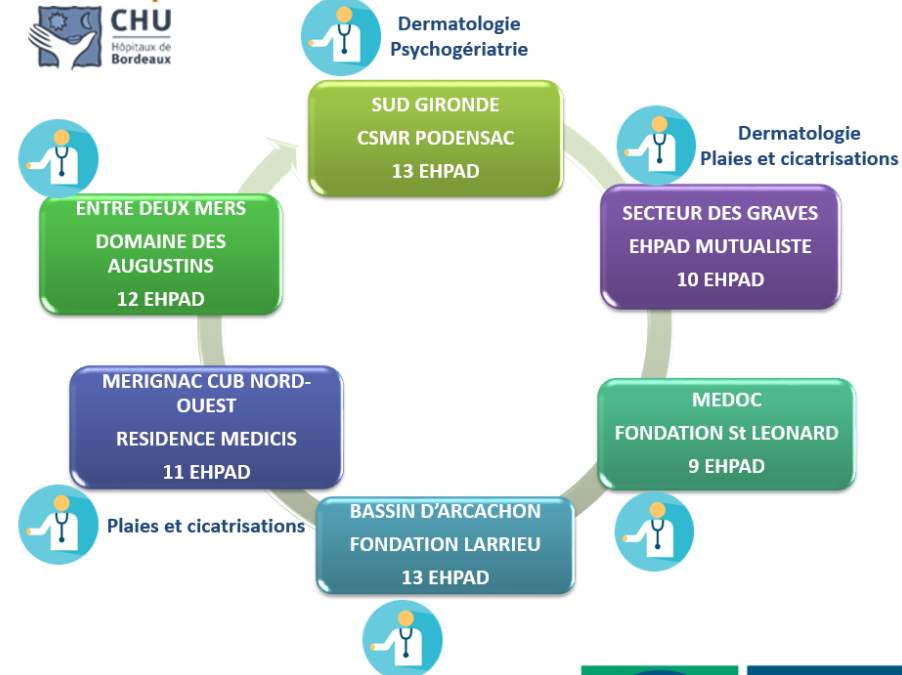 CHU
Hôpitaux de
Bordeaux
Dermatologie
Psychogériatrie
SUD GIRONDE
CSMR PODENSAC
13 EHPAD
Dermatologie
Plaies et cicatrisations
SECTEUR DES GRAVES
EHPAD MUTUALISTE
10 EHPAD
MEDOC
FONDATION St LEONARD
9 EHPAD
BASSIN D'ARCACHON
FONDATION LARRIEU
13 EHPAD
MERIGNAC CUB NORD-
OUEST
RESIDENCE MEDICIS
11 EHPAD
Plaies et cicatrisations
ENTRE DEUX MERS
DOMAINE DES
AUGUSTINS
12 EHPAD